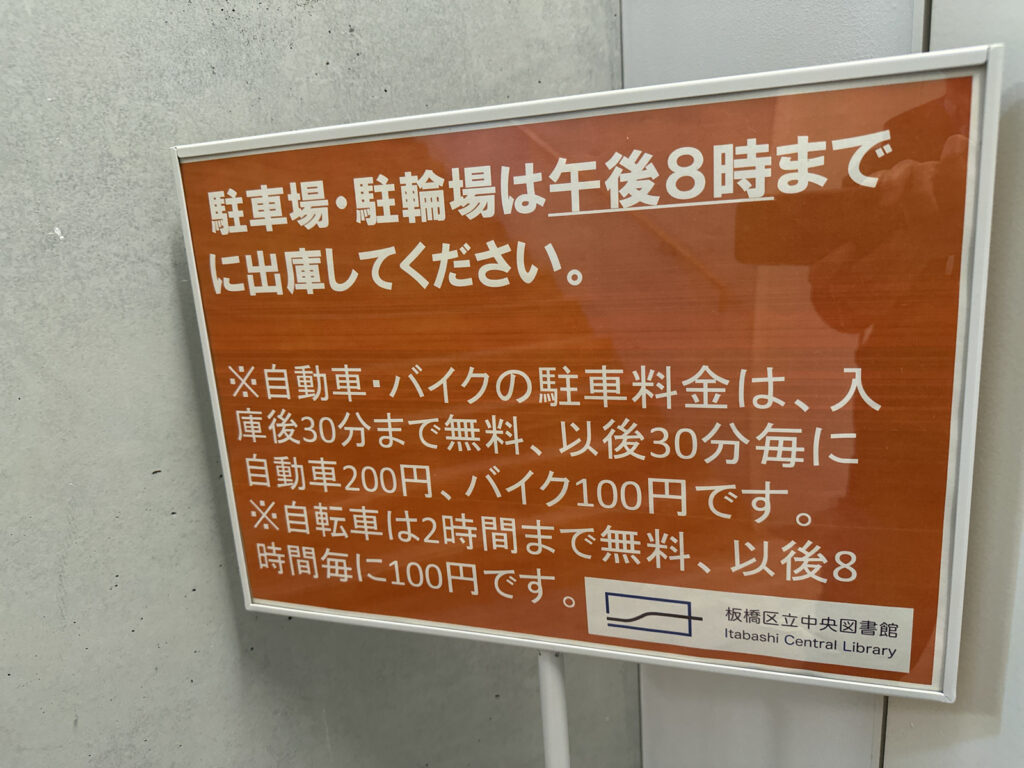 駐車場・駐輪場は午後8時まで
に出庫してください。
※自動車・バイクの駐車料金は、入
庫後30分まで無料、以後30分毎に
自動車200円、バイク100円です。
※自転車は2時間まで無料、以後8
時間毎に100円です。
板橋区立中央図書館
Itabashi Central Library